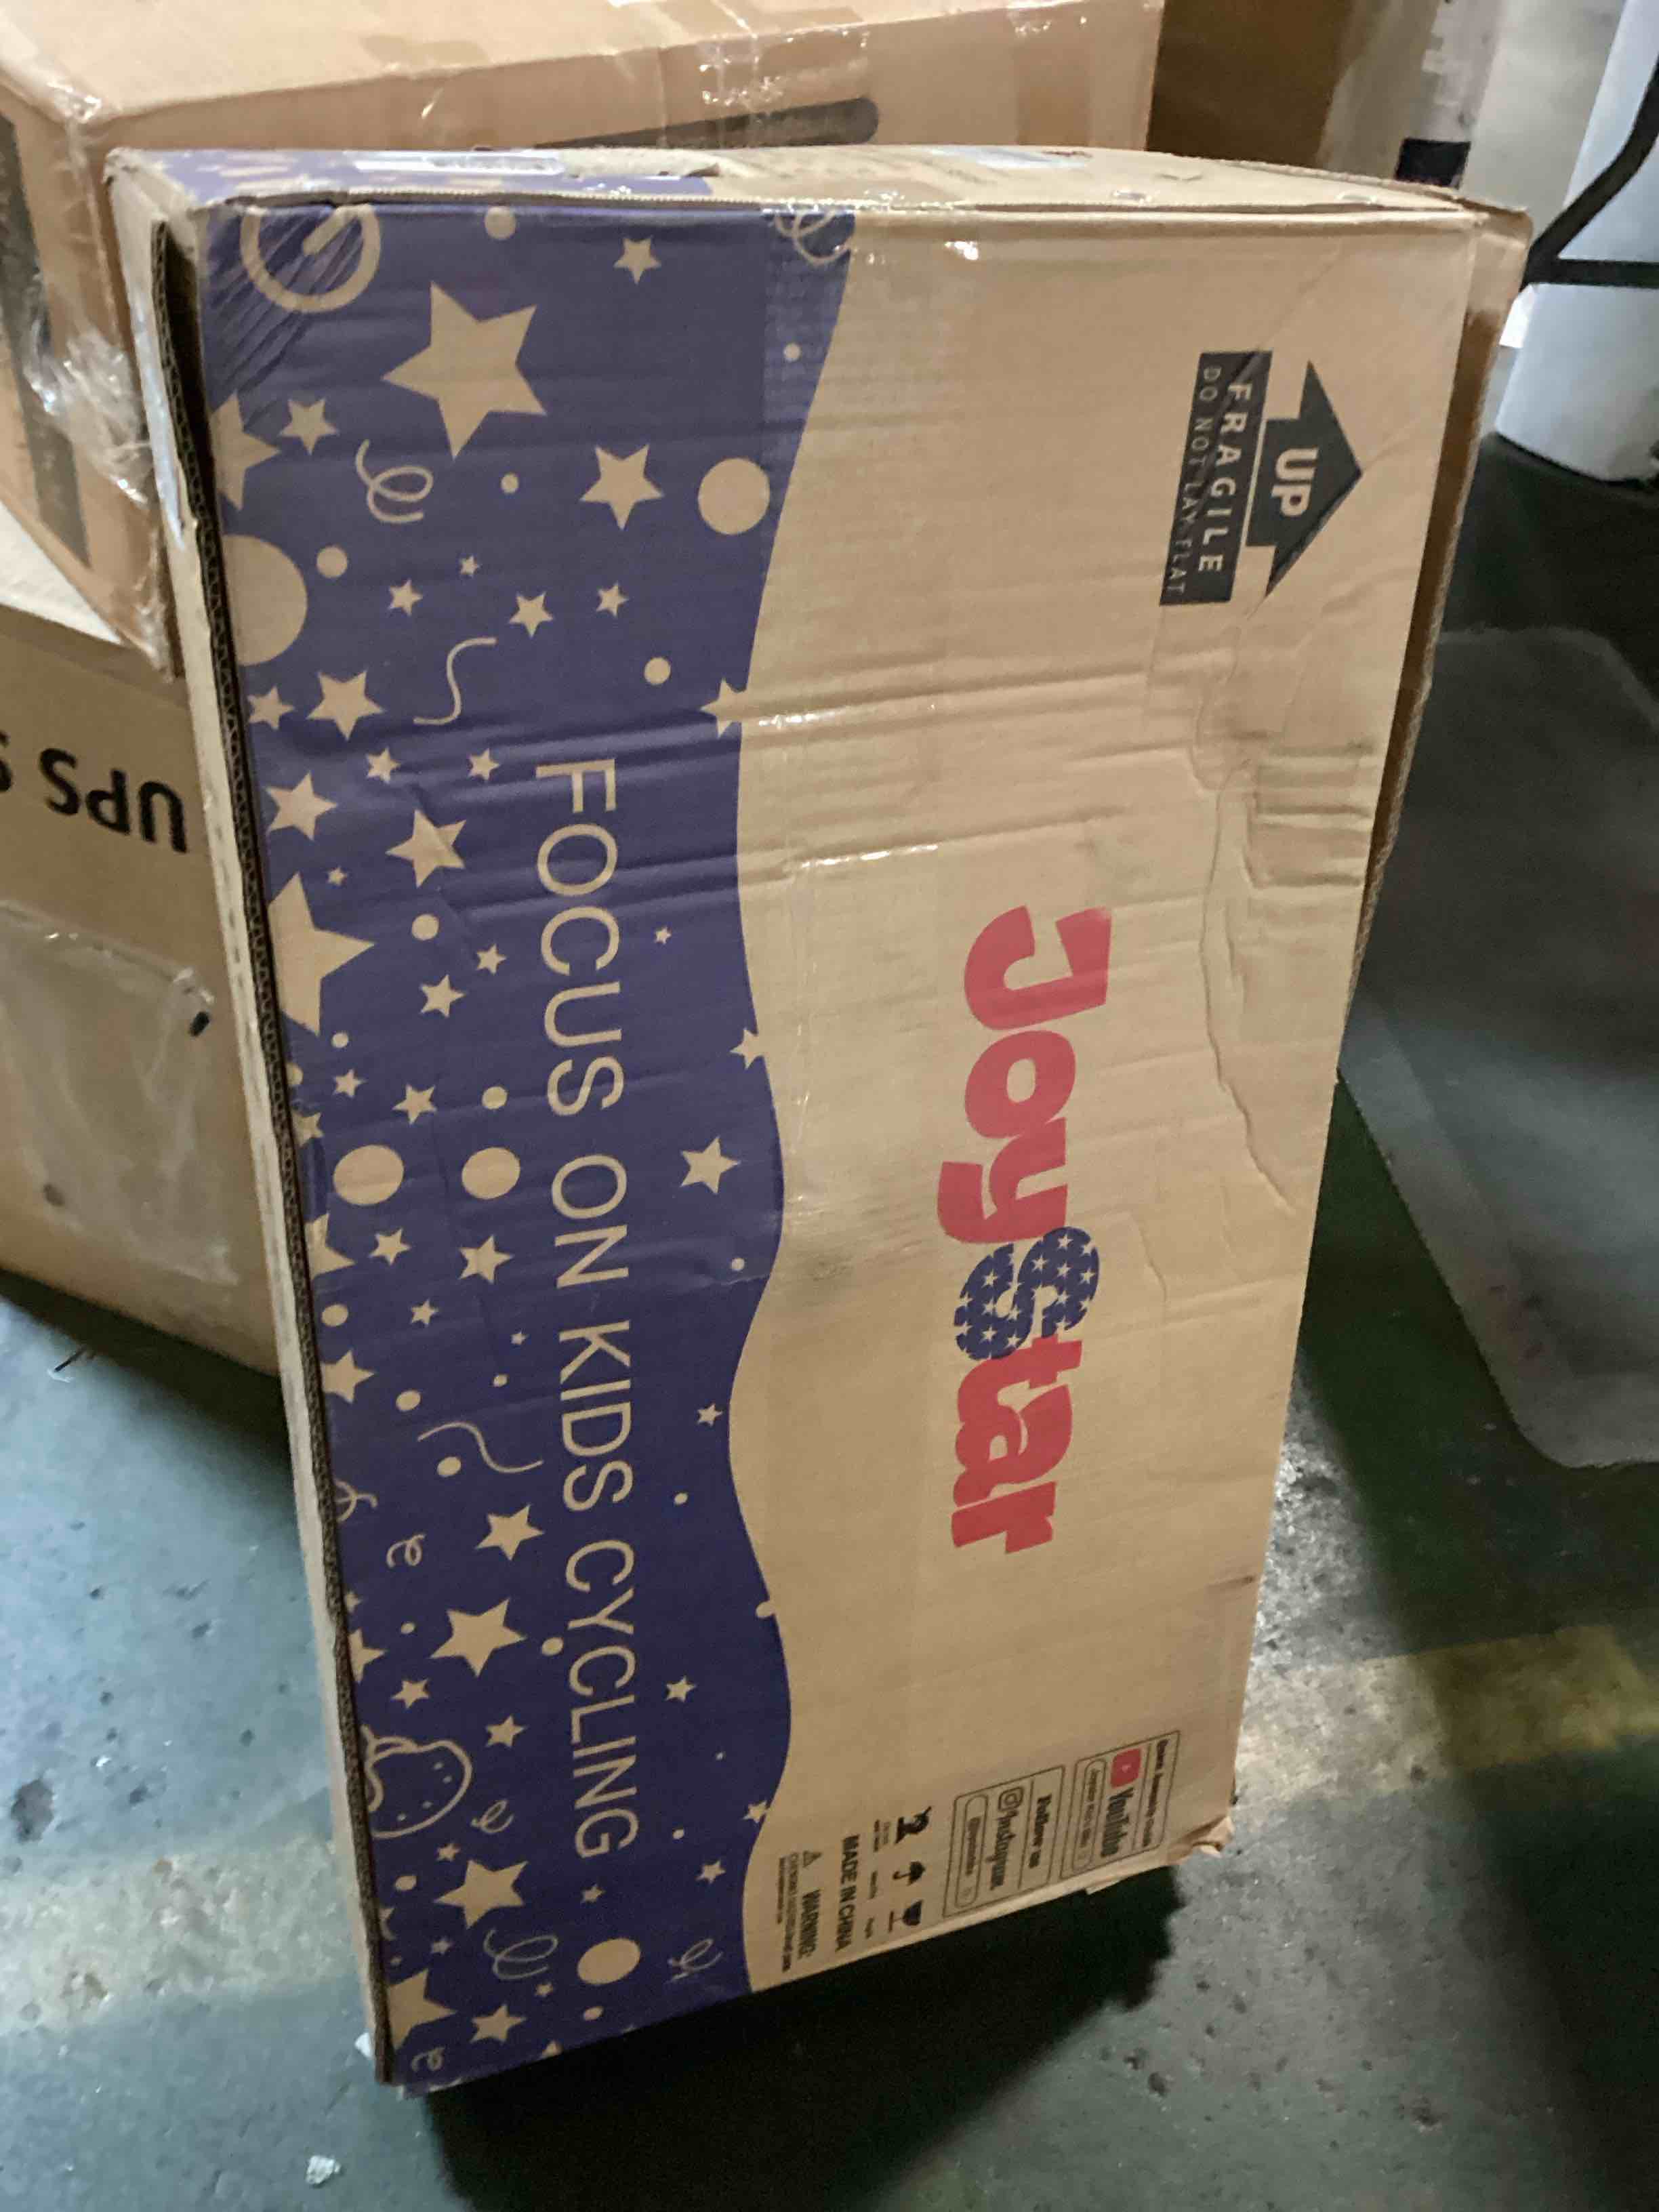 UP
FRAGILE
DO NOT LAY FLAT
JoyStar
FOCUS ON KIDS CYCLING
YouTube
Follow us
Instagram
MADE IN CHINA
WARNING:
UPS S